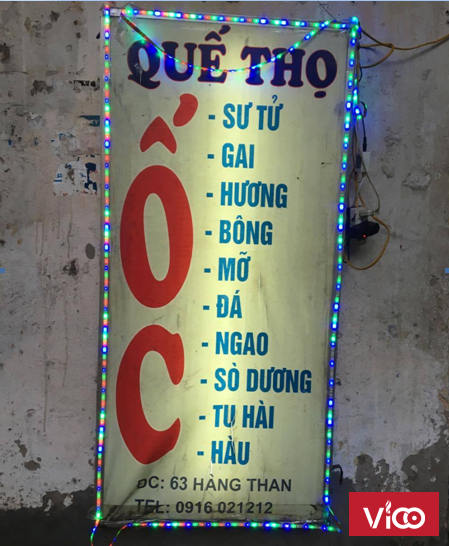 QUẾ THỌ
ỐC
- SƯ TỬ
- GAI
- HƯƠNG
- BÔNG
- MỠ
- ĐÁ
- NGAO
- SÒ DƯƠNG
- TU HÀI
- HÀU
ĐC: 63 HÀNG THAN
TEL: 0916 021212
VIOO